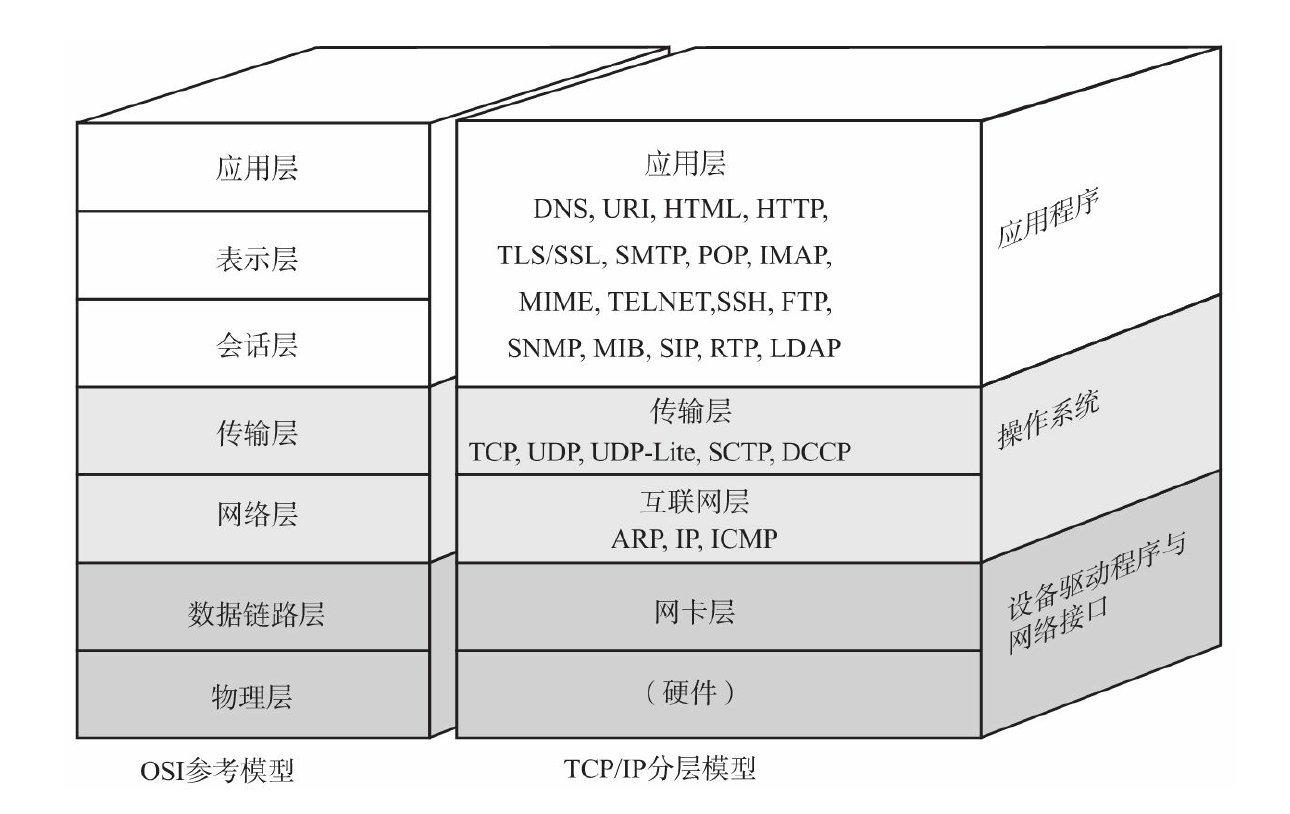 应用层
表示层
会话层
传输层
网络层
数据链路层
物理层
OSI参考模型
应用层
DNS, URI, HTML, HTTP,
TLS/SSL, SMTP, POP, IMAP,
MIME, TELNET,SSH, FTP,
SNMP, MIB, SIP, RTP, LDAP
传输层
TCP, UDP, UDP-Lite, SCTP, DCCP
互联网层
ARP, IP, ICMP
网卡层
（硬件）
TCP/IP分层模型
应用程序
操作系统
设备驱动程序与
网络接口